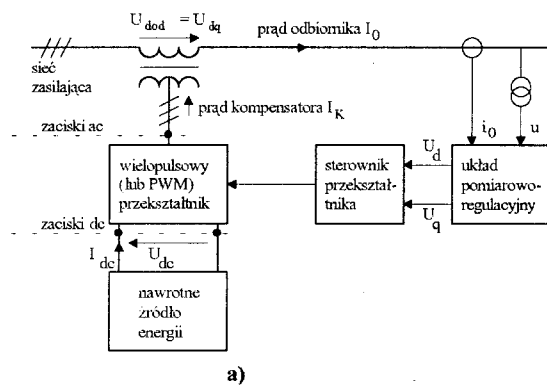 U_dod = U_dq
prąd odbiornika I_0
sieć
zasilająca
prąd kompensatora I_K
zaciski ac
i_0
u
wielopulsowy
(lub PWM)
przekształtnik
sterownik
przekształ-
tnika
U_d
U_q
układ
pomiarowo-
regulacyjny
zaciski dc
I_dc
U_dc
nawrotne
źródło
energii
a)